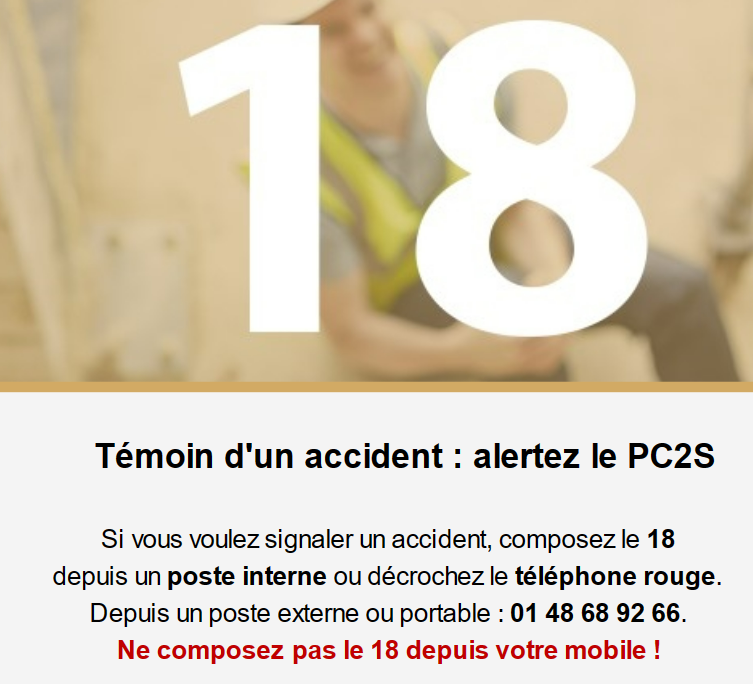 18
Témoin d'un accident : alertez le PC2S
Si vous voulez signaler un accident, composez le 18
depuis un poste interne ou décrochez le téléphone rouge.
Depuis un poste externe ou portable : 01 48 68 92 66.
Ne composez pas le 18 depuis votre mobile !